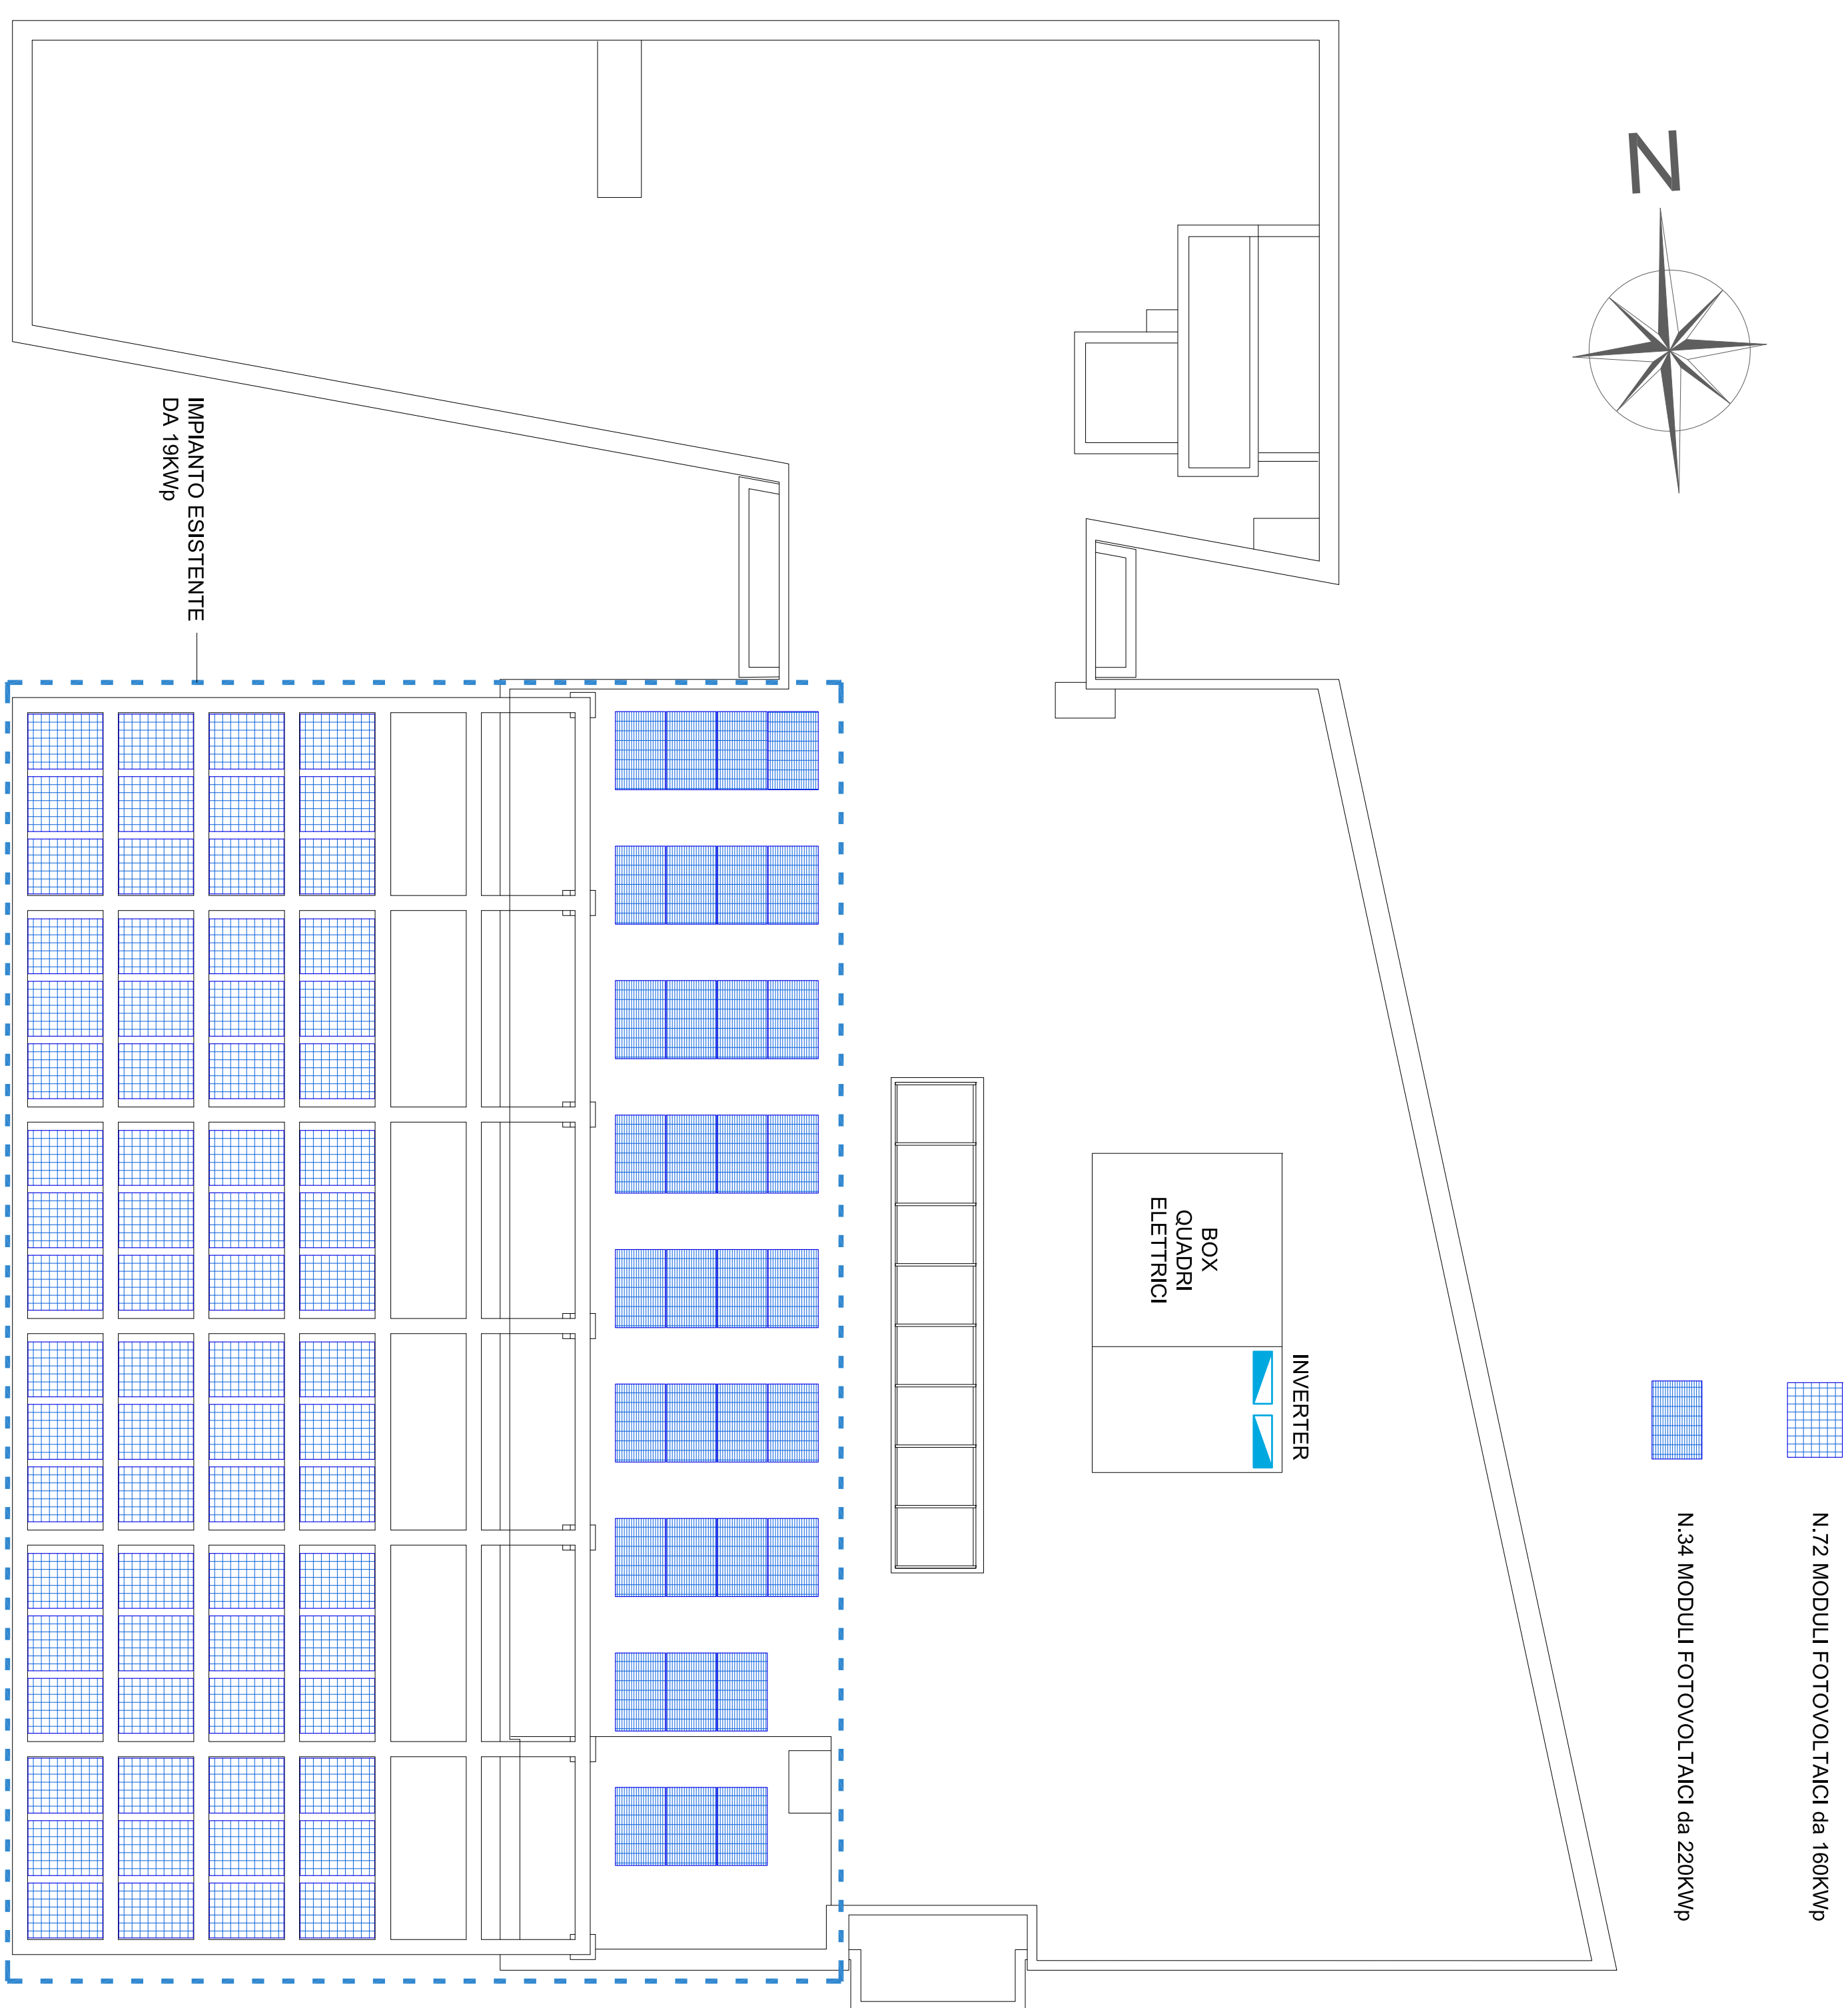 N
IMPIANTO ESISTENTE
DA 19KWp
BOX
QUADRI
ELETTRICI
INVERTER
N.72 MODULI FOTOVOLTAICI da 160KWp
N.34 MODULI FOTOVOLTAICI da 220KWp